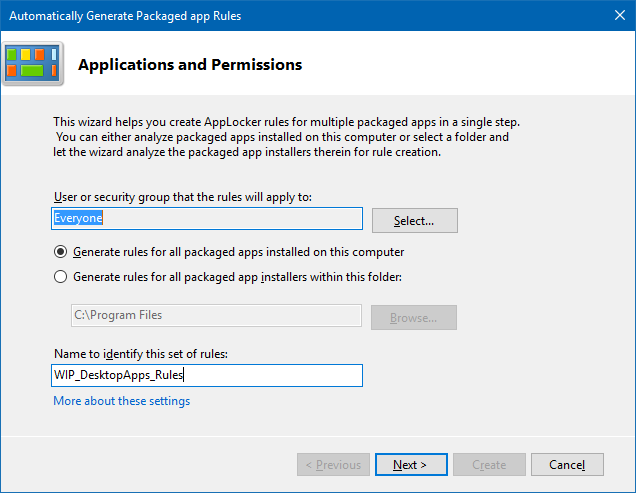 Automatically Generate Packaged app Rules
Applications and Permissions
This wizard helps you create AppLocker rules for multiple packaged apps in a single step.
You can either analyze packaged apps installed on this computer or select a folder and
let the wizard analyze the packaged app installers therein for rule creation.
User or security group that the rules will apply to:
Everyone
Select...
Generate rules for all packaged apps installed on this computer
Generate rules for all packaged app installers within this folder:
C:\Program Files
Browse...
Name to identify this set of rules:
WIP_DesktopApps_Rules
More about these settings
< Previous
Next >
Create
Cancel